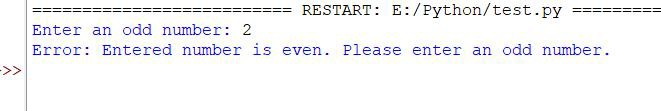 ========================== RESTART: E:/Python/test.py =========
Enter an odd number: 2
Error: Entered number is even. Please enter an odd number.
>>